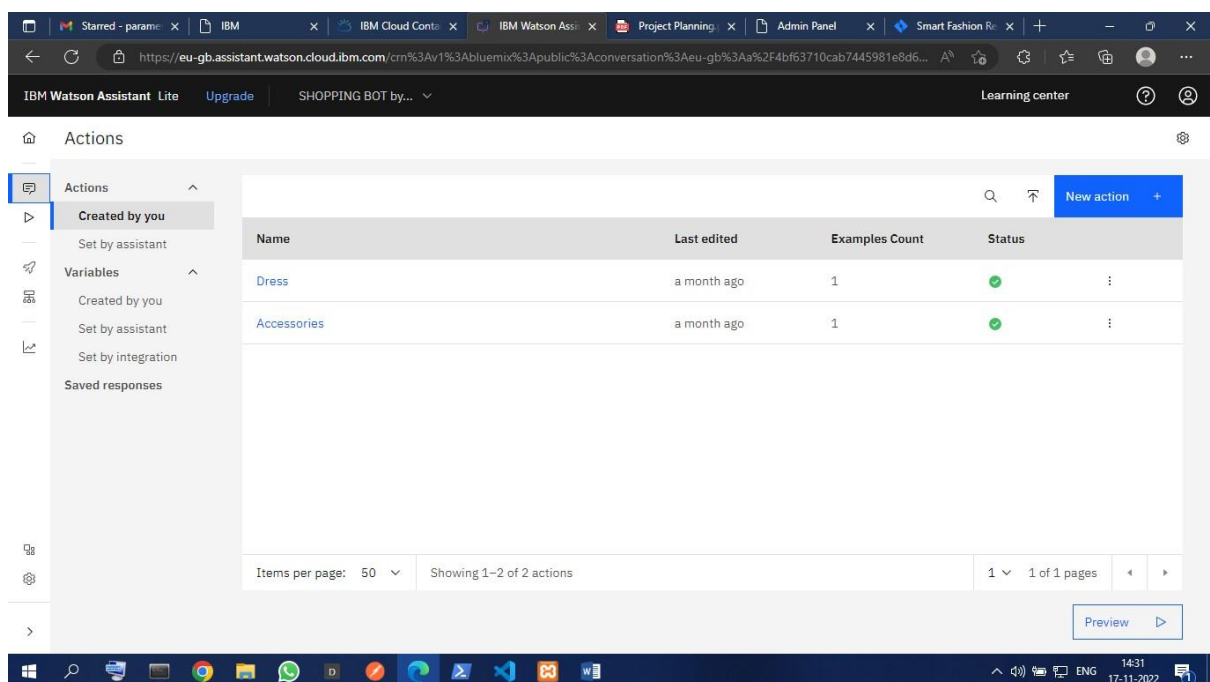 Starred - parame
IBM
IBM Cloud Conta
IBM Watson Assis
Project Planning.
Admin Panel
Smart Fashion Re
https://eu-gb.assistant.watson.cloud.ibm.com/crn%3Av1%3Abluemix%3Apublic%3Aconversation%3Aeu-gb%3Aa%2F4bf63710cab7445981e8d6...
IBM Watson Assistant Lite Upgrade SHOPPING BOT by... Learning center
Actions
Actions
Created by you
Set by assistant
Variables
Created by you
Set by assistant
Set by integration
Saved responses
New action +
Name Last edited Examples Count Status
Dress a month ago 1
Accessories a month ago 1
Items per page: 50 Showing 1–2 of 2 actions 1 1 of 1 pages
Preview
ENG 14:31
17-11-2022